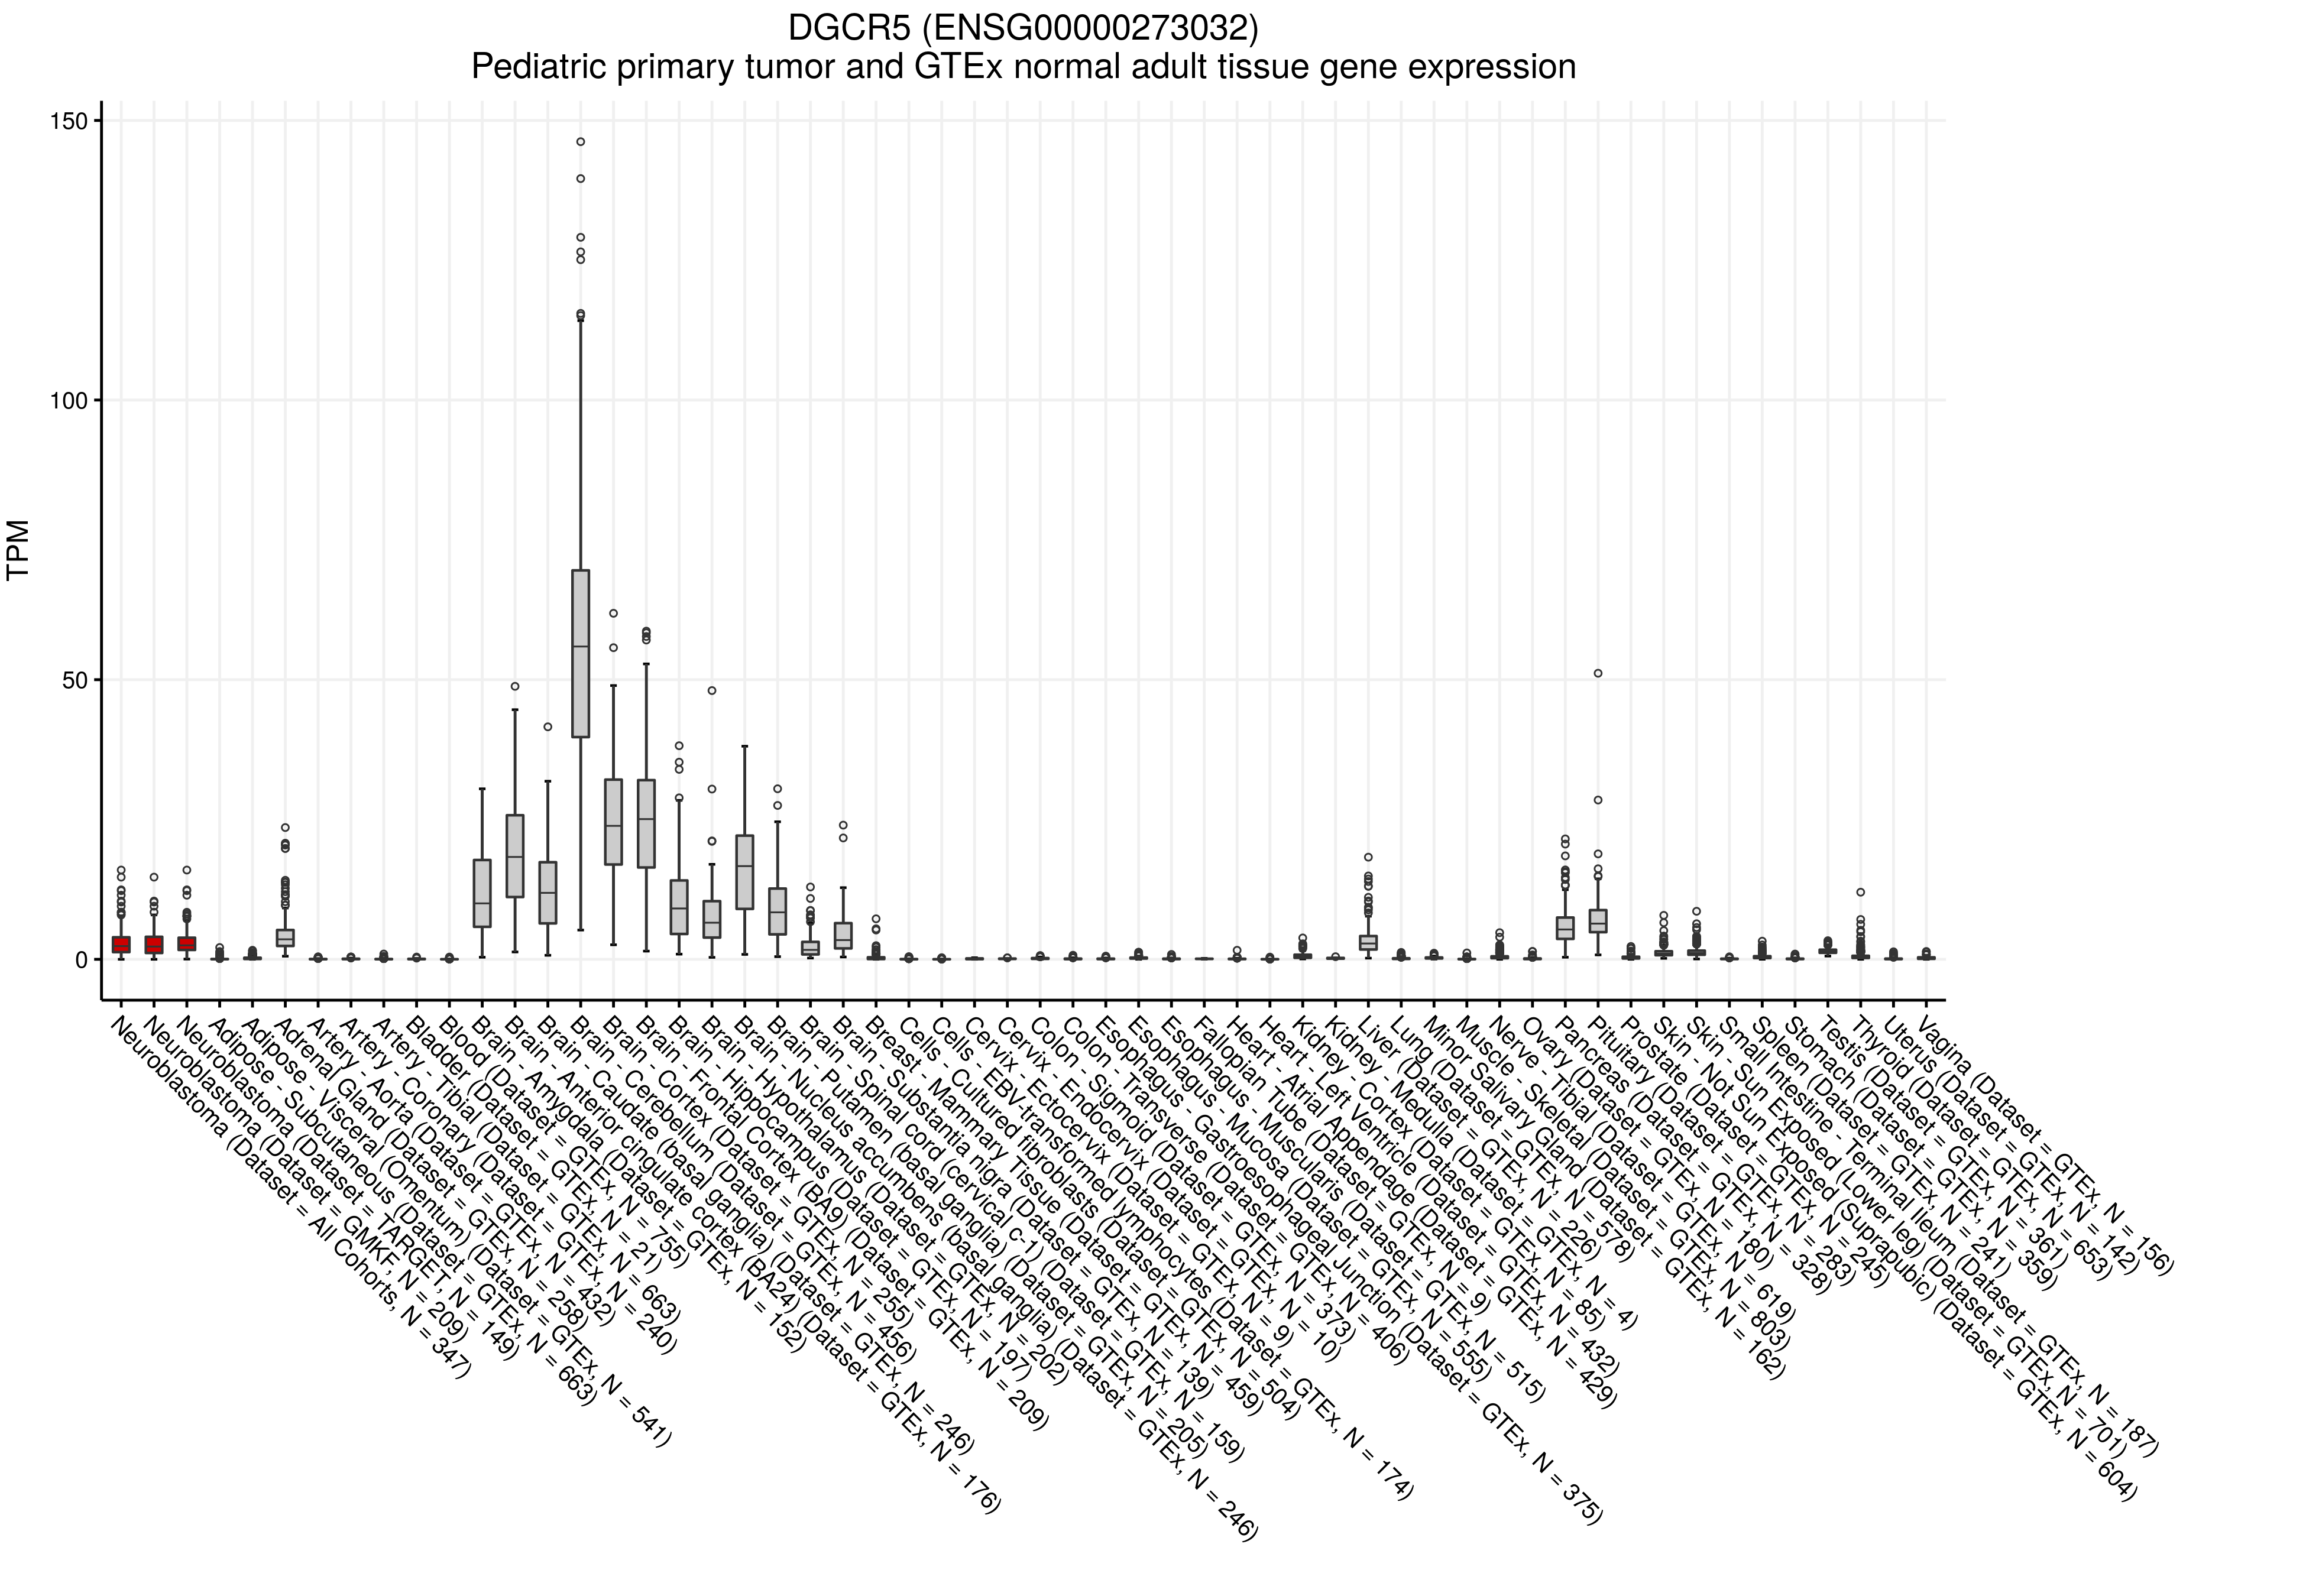 DGCR5 (ENSG00000273032)
Pediatric primary tumor and GTEx normal adult tissue gene expression
TPM
150
100
50
0
Neuroblastoma (Dataset = All Cohorts, N = 347)
Neuroblastoma (Dataset = GMKF, N = 209)
Neuroblastoma (Dataset = TARGET, N = 149)
Adipose - Subcutaneous (Dataset = GTEx, N = 663)
Adipose - Visceral (Omentum) (Dataset = GTEx, N = 541)
Adrenal Gland (Dataset = GTEx, N = 258)
Artery - Aorta (Dataset = GTEx, N = 432)
Artery - Coronary (Dataset = GTEx, N = 240)
Artery - Tibial (Dataset = GTEx, N = 663)
Bladder (Dataset = GTEx, N = 21)
Blood (Dataset = GTEx, N = 755)
Brain - Amygdala (Dataset = GTEx, N = 152)
Brain - Anterior cingulate cortex (BA24) (Dataset = GTEx, N = 176)
Brain - Caudate (basal ganglia) (Dataset = GTEx, N = 246)
Brain - Cerebellum (Dataset = GTEx, N = 456)
Brain - Cortex (Dataset = GTEx, N = 255)
Brain - Frontal Cortex (BA9) (Dataset = GTEx, N = 209)
Brain - Hippocampus (Dataset = GTEx, N = 197)
Brain - Hypothalamus (Dataset = GTEx, N = 202)
Brain - Nucleus accumbens (basal ganglia) (Dataset = GTEx, N = 246)
Brain - Putamen (basal ganglia) (Dataset = GTEx, N = 205)
Brain - Spinal cord (cervical c-1) (Dataset = GTEx, N = 159)
Brain - Substantia nigra (Dataset = GTEx, N = 139)
Breast - Mammary Tissue (Dataset = GTEx, N = 459)
Cells - Cultured fibroblasts (Dataset = GTEx, N = 504)
Cells - EBV-transformed lymphocytes (Dataset = GTEx, N = 174)
Cervix - Ectocervix (Dataset = GTEx, N = 9)
Cervix - Endocervix (Dataset = GTEx, N = 10)
Colon - Sigmoid (Dataset = GTEx, N = 373)
Colon - Transverse (Dataset = GTEx, N = 406)
Esophagus - Gastroesophageal Junction (Dataset = GTEx, N = 375)
Esophagus - Mucosa (Dataset = GTEx, N = 555)
Esophagus - Muscularis (Dataset = GTEx, N = 515)
Fallopian Tube (Dataset = GTEx, N = 9)
Heart - Atrial Appendage (Dataset = GTEx, N = 429)
Heart - Left Ventricle (Dataset = GTEx, N = 432)
Kidney - Cortex (Dataset = GTEx, N = 85)
Kidney - Medulla (Dataset = GTEx, N = 4)
Liver (Dataset = GTEx, N = 226)
Lung (Dataset = GTEx, N = 578)
Minor Salivary Gland (Dataset = GTEx, N = 162)
Muscle - Skeletal (Dataset = GTEx, N = 803)
Nerve - Tibial (Dataset = GTEx, N = 619)
Ovary (Dataset = GTEx, N = 180)
Pancreas (Dataset = GTEx, N = 328)
Pituitary (Dataset = GTEx, N = 283)
Prostate (Dataset = GTEx, N = 245)
Skin - Not Sun Exposed (Suprapubic) (Dataset = GTEx, N = 604)
Skin - Sun Exposed (Lower leg) (Dataset = GTEx, N = 701)
Small Intestine - Terminal Ileum (Dataset = GTEx, N = 187)
Spleen (Dataset = GTEx, N = 241)
Stomach (Dataset = GTEx, N = 359)
Testis (Dataset = GTEx, N = 361)
Thyroid (Dataset = GTEx, N = 653)
Uterus (Dataset = GTEx, N = 142)
Vagina (Dataset = GTEx, N = 156)